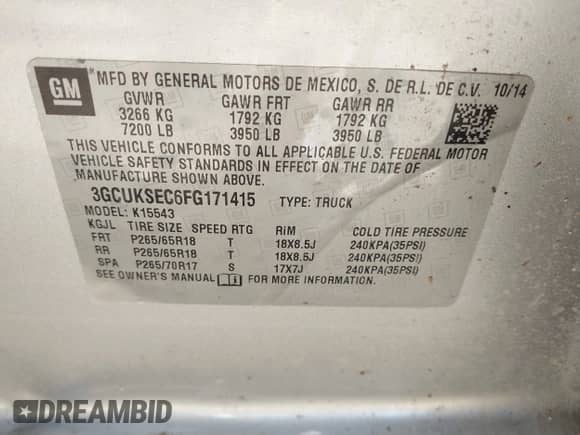 GM
MFD BY GENERAL MOTORS DE MEXICO, S. DE R.L. DE C.V. 10/14
GVWR GAWR FRT GAWR RR
3266 KG 1792 KG 1792 KG
7200 LB 3950 LB 3950 LB
THIS VEHICLE CONFORMS TO ALL APPLICABLE U.S. FEDERAL MOTOR
VEHICLE SAFETY STANDARDS IN EFFECT ON THE DATE OF
MANUFACTURE SHOWN ABOVE.
3GCUKSEC6FG171415 TYPE: TRUCK
MODEL: K15543
KGJL TIRE SIZE SPEED RTG RIM COLD TIRE PRESSURE
FRT P265/65R18 T 18X8.5J 240KPA(35PSI)
RR P265/65R18 T 18X8.5J 240KPA(35PSI)
SPA P265/70R17 S 17X7J 240KPA(35PSI)
SEE OWNER'S MANUAL FOR MORE INFORMATION.
DREAMBID